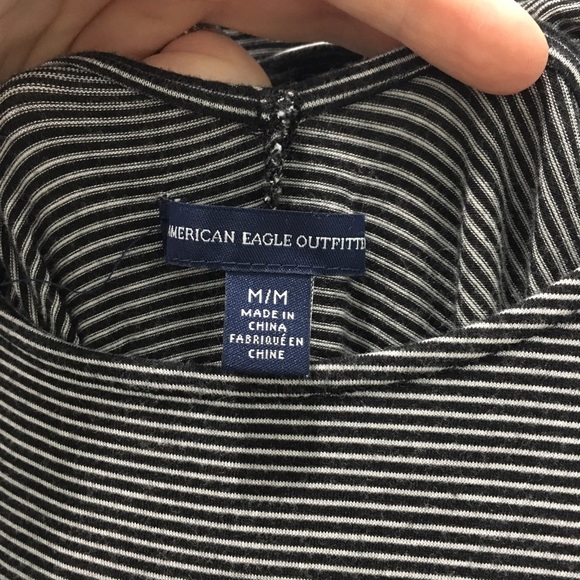 AMERICAN EAGLE OUTFITTE
M/M
MADE IN
CHINA
FABRIQUÉ EN
CHINE